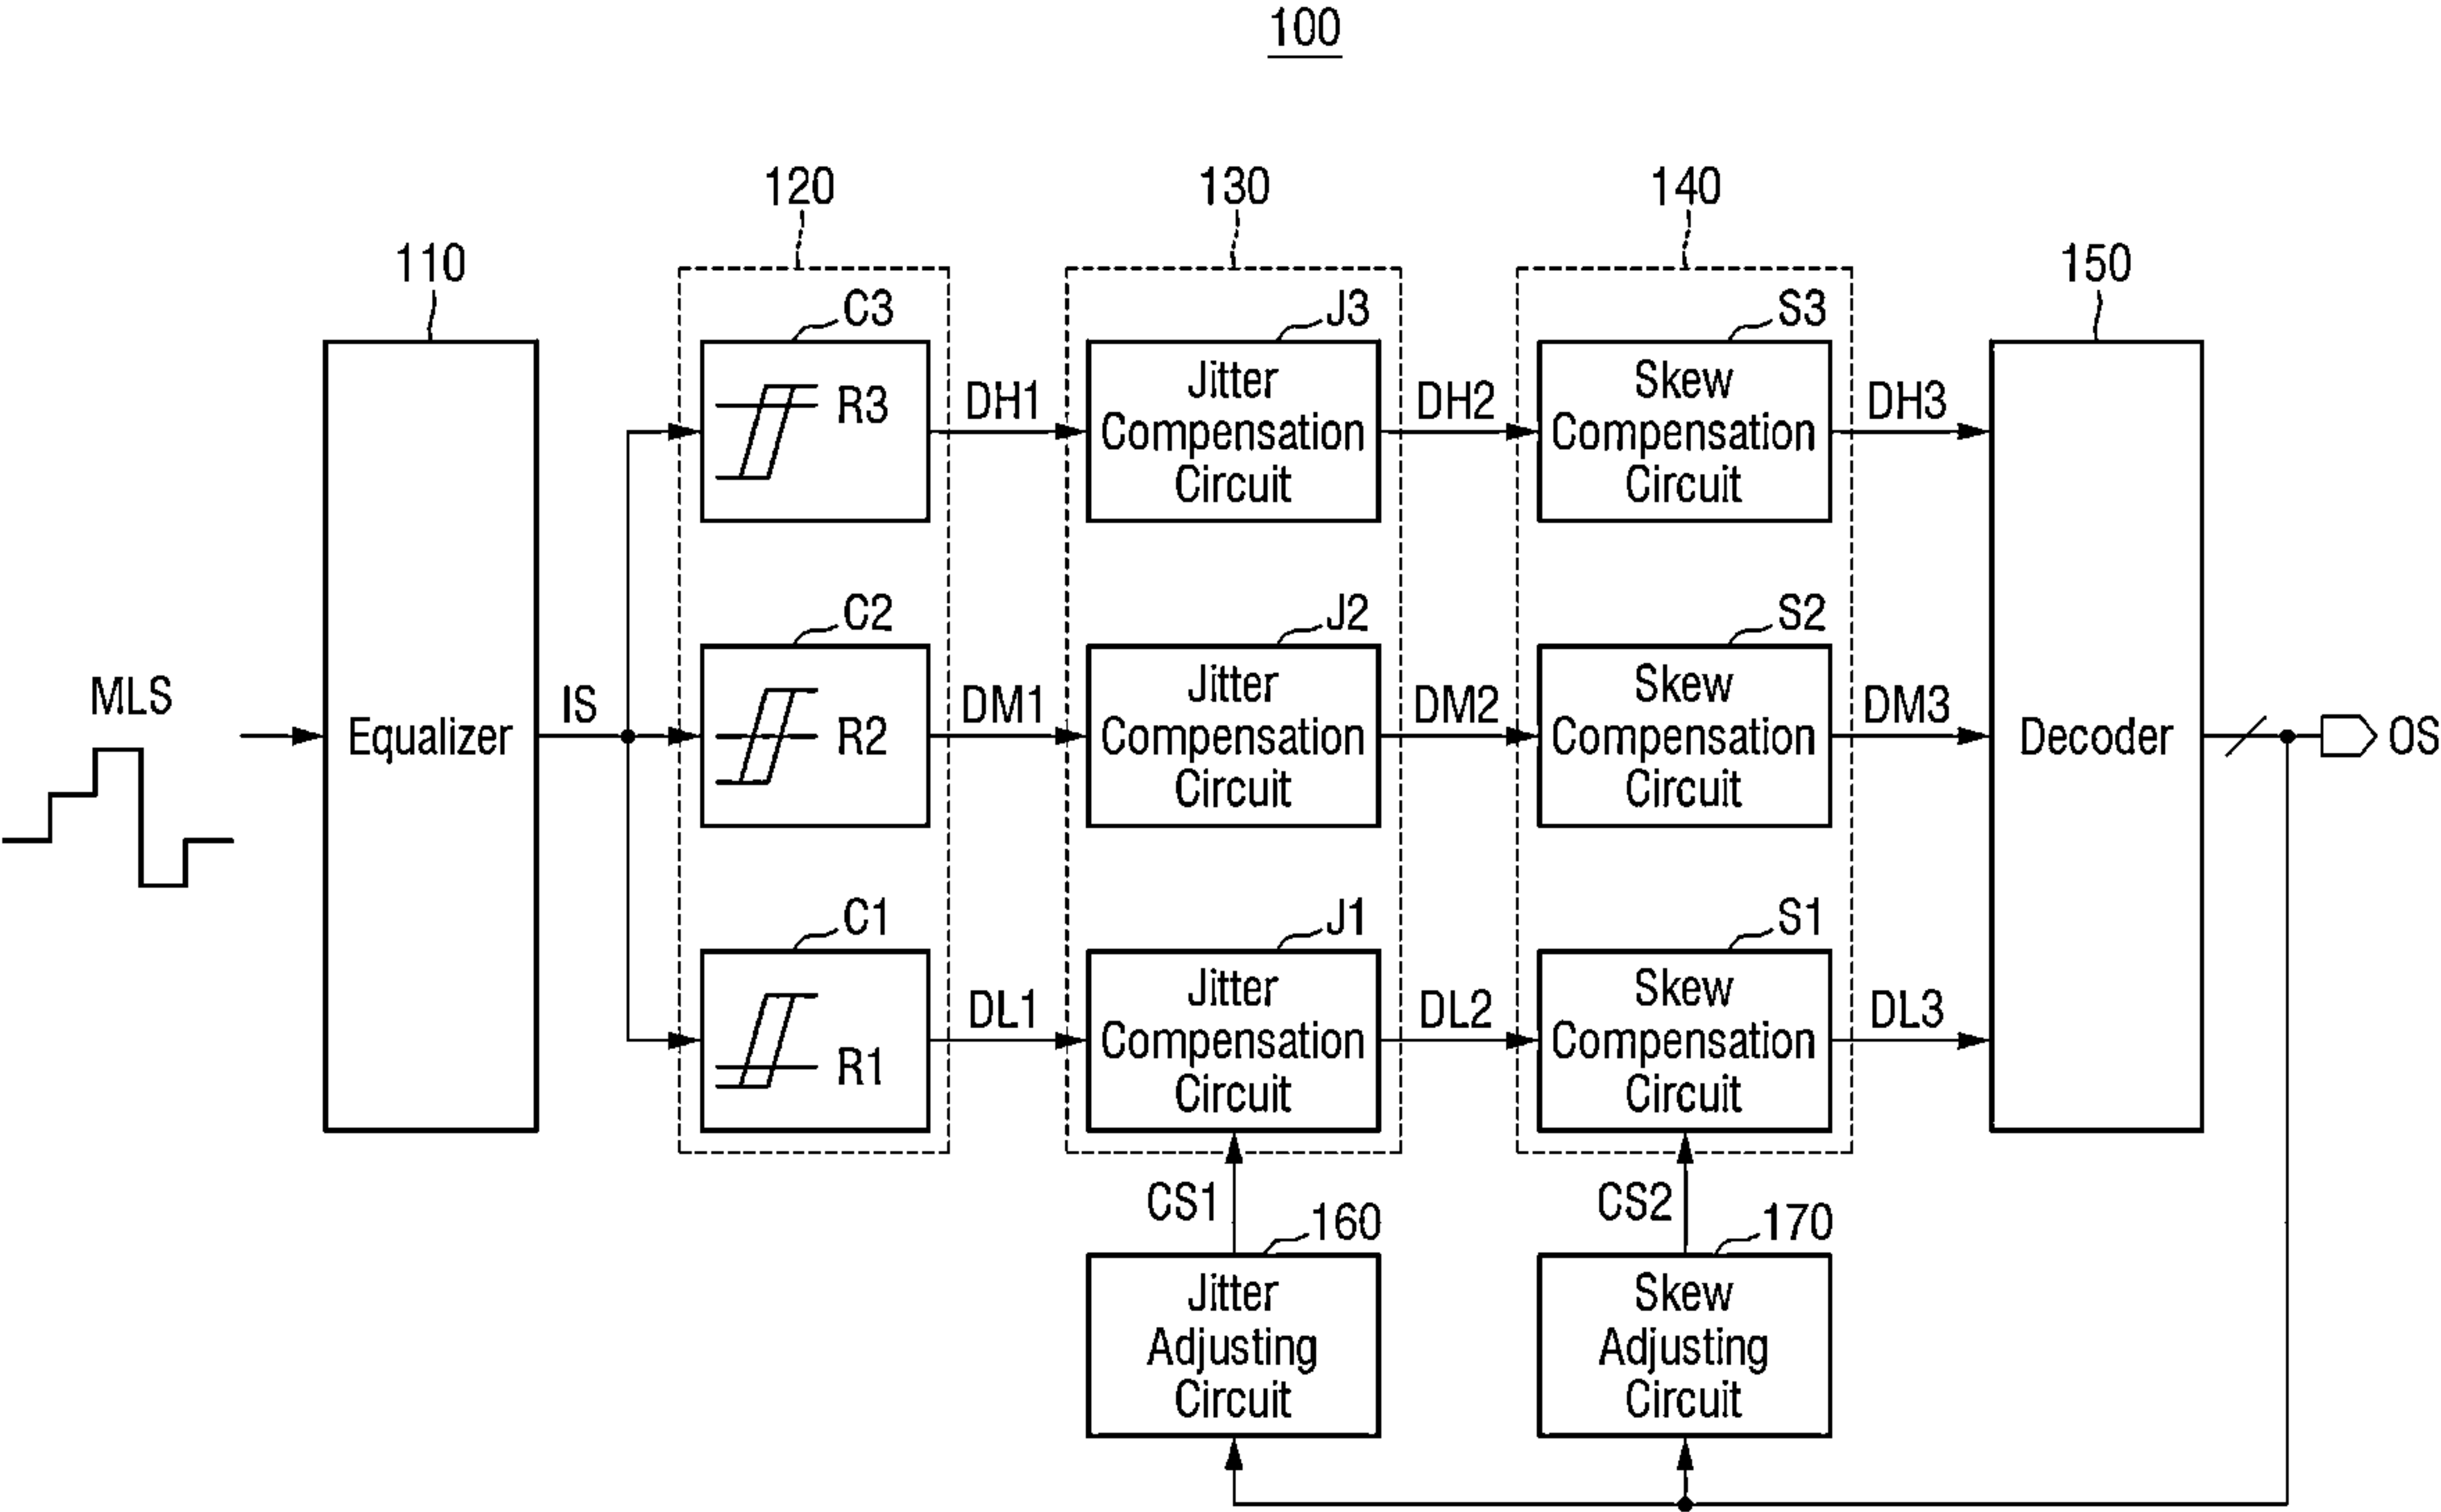 100
120
130
140
110
150
C3
J3
S3
R3
DH1
Jitter
Compensation
Circuit
DH2
Skew
Compensation
Circuit
DH3
C2
J2
S2
MLS
Equalizer
IS
R2
DM1
Jitter
Compensation
Circuit
DM2
Skew
Compensation
Circuit
DM3
Decoder
OS
C1
J1
S1
R1
DL1
Jitter
Compensation
Circuit
DL2
Skew
Compensation
Circuit
DL3
CS1
160
CS2
170
Jitter
Adjusting
Circuit
Skew
Adjusting
Circuit